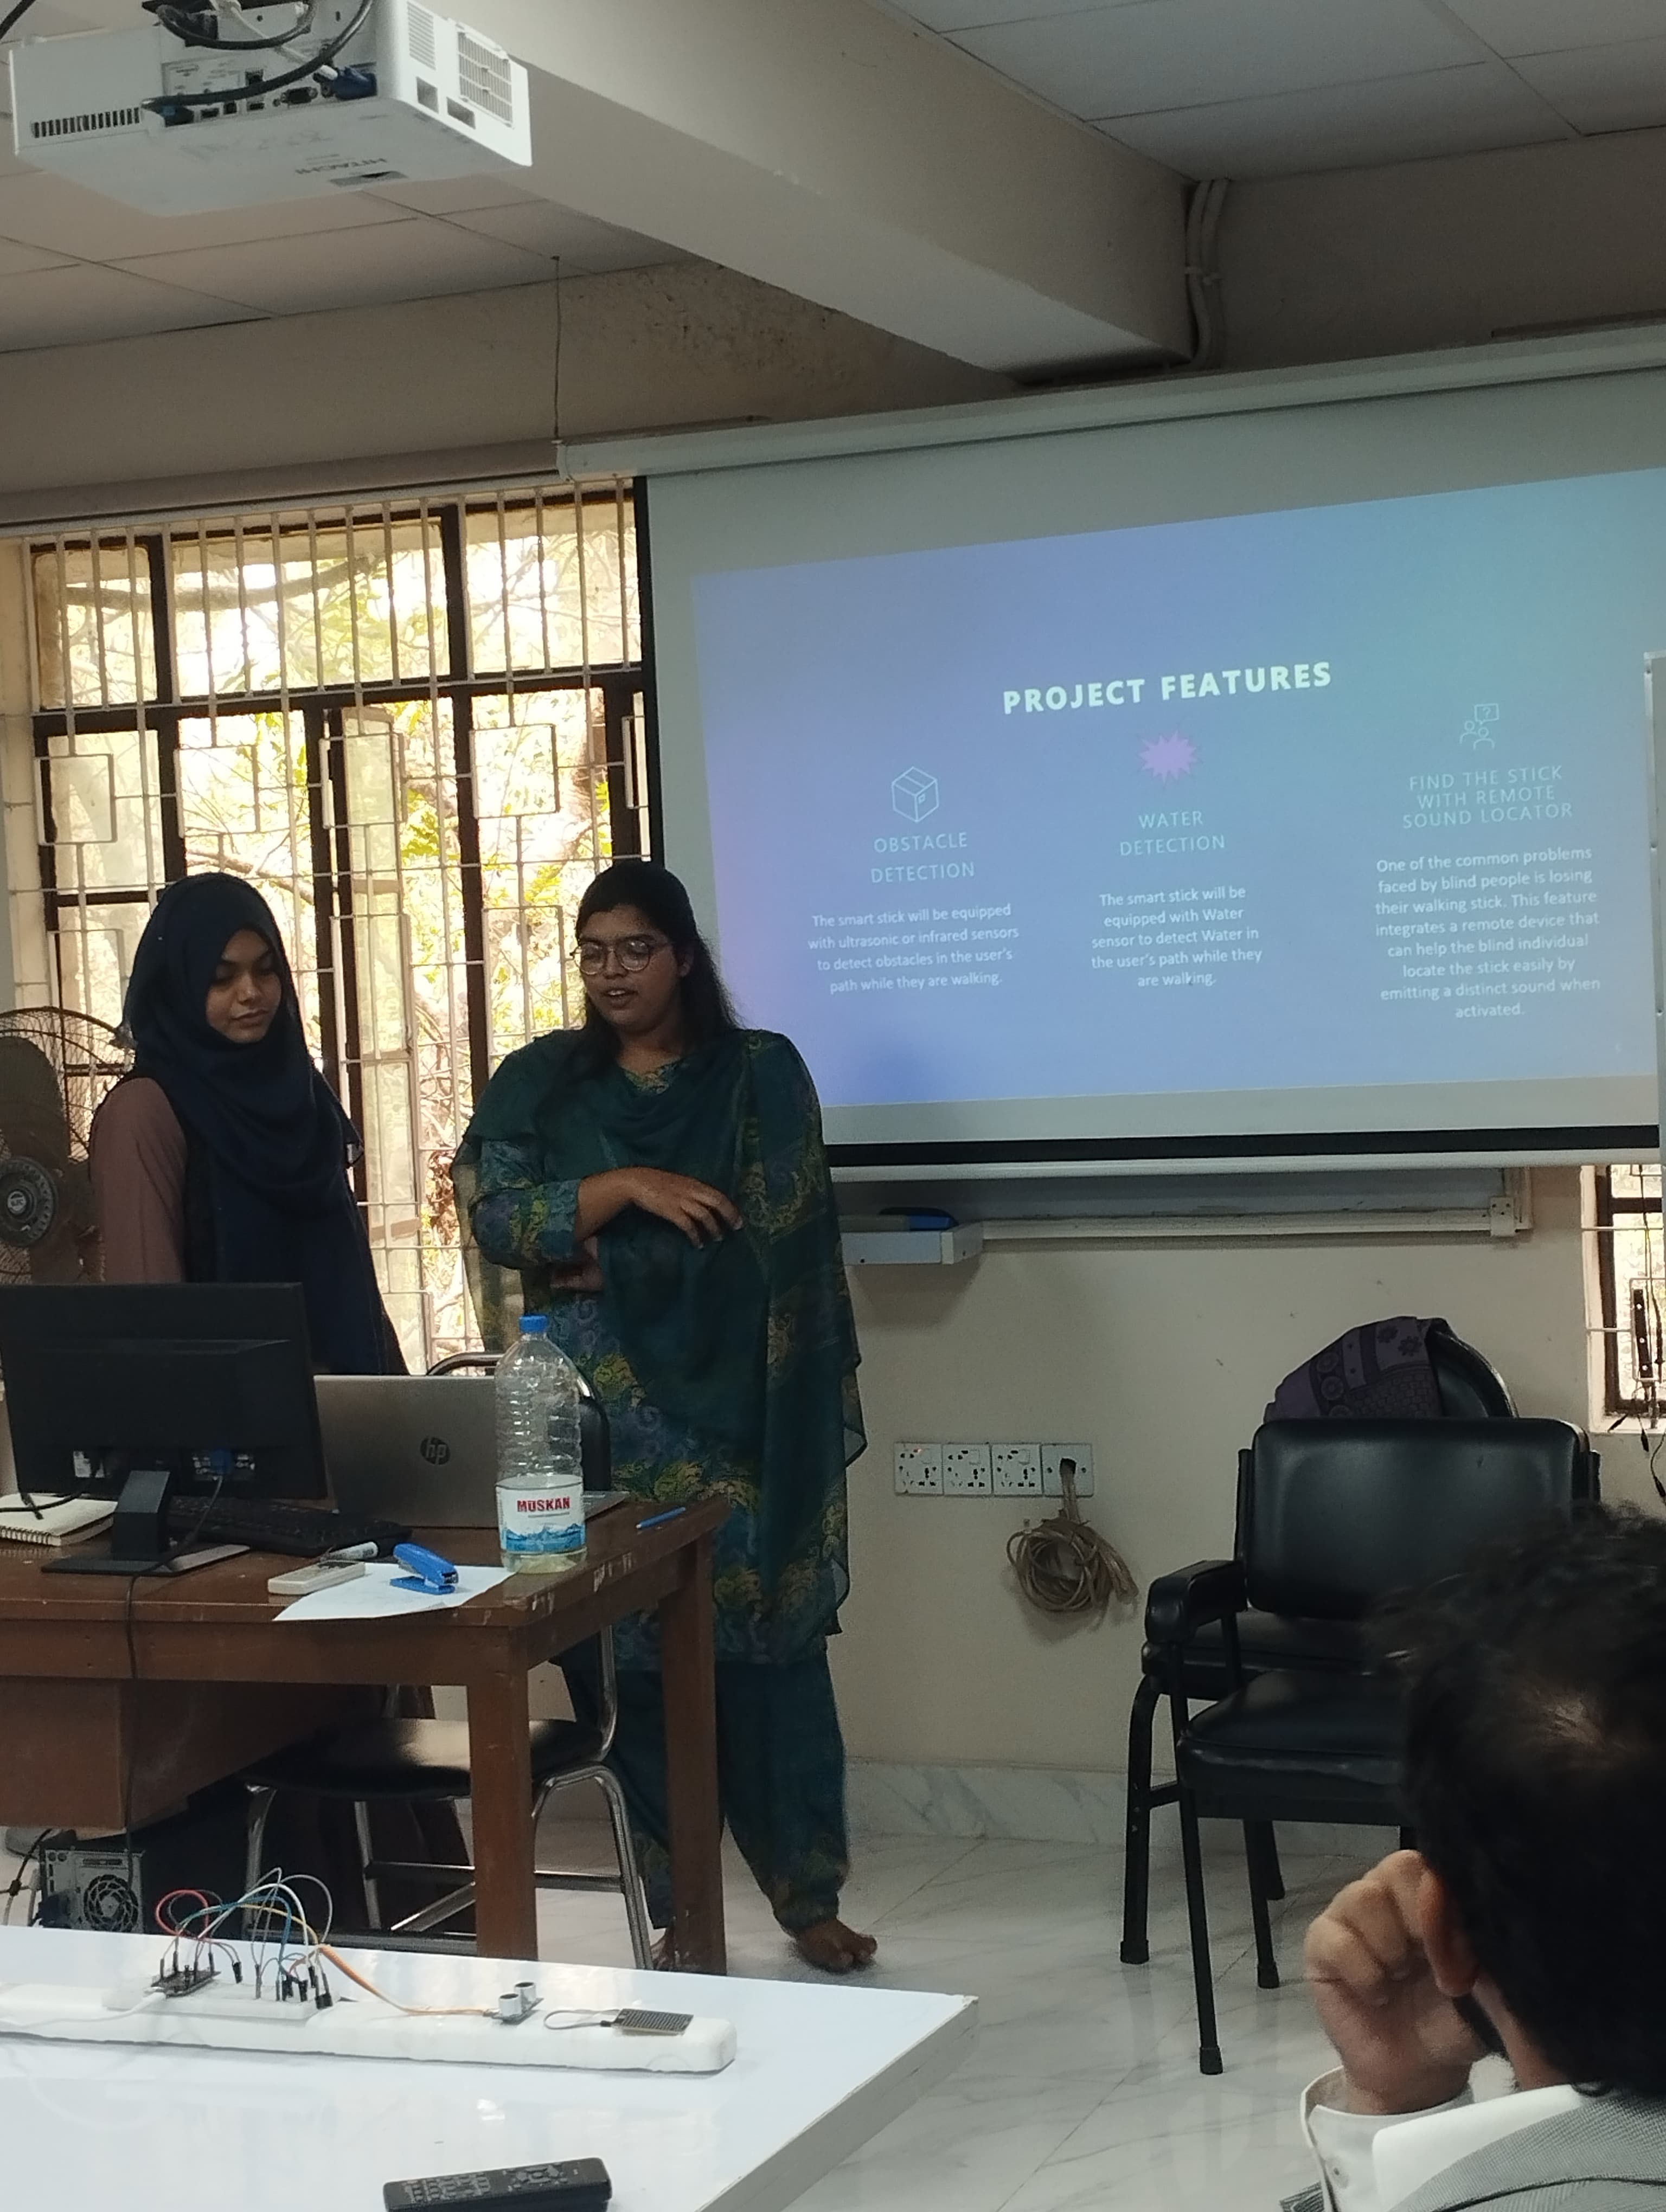 HITACHI
PROJECT FEATURES
OBSTACLE
DETECTION
The smart stick will be equipped
with ultrasonic or infrared sensors
to detect obstacles in the user's
path while they are walking.
WATER
DETECTION
The smart stick will be
equipped with Water
sensor to detect Water in
the user's path while they
are walking.
?
FIND THE STICK
WITH REMOTE
SOUND LOCATOR
One of the common problems
faced by blind people is losing
their walking stick. This feature
integrates a remote device that
can help the blind individual
locate the stick easily by
emitting a distinct sound when
activated.
hp
MUSKAN